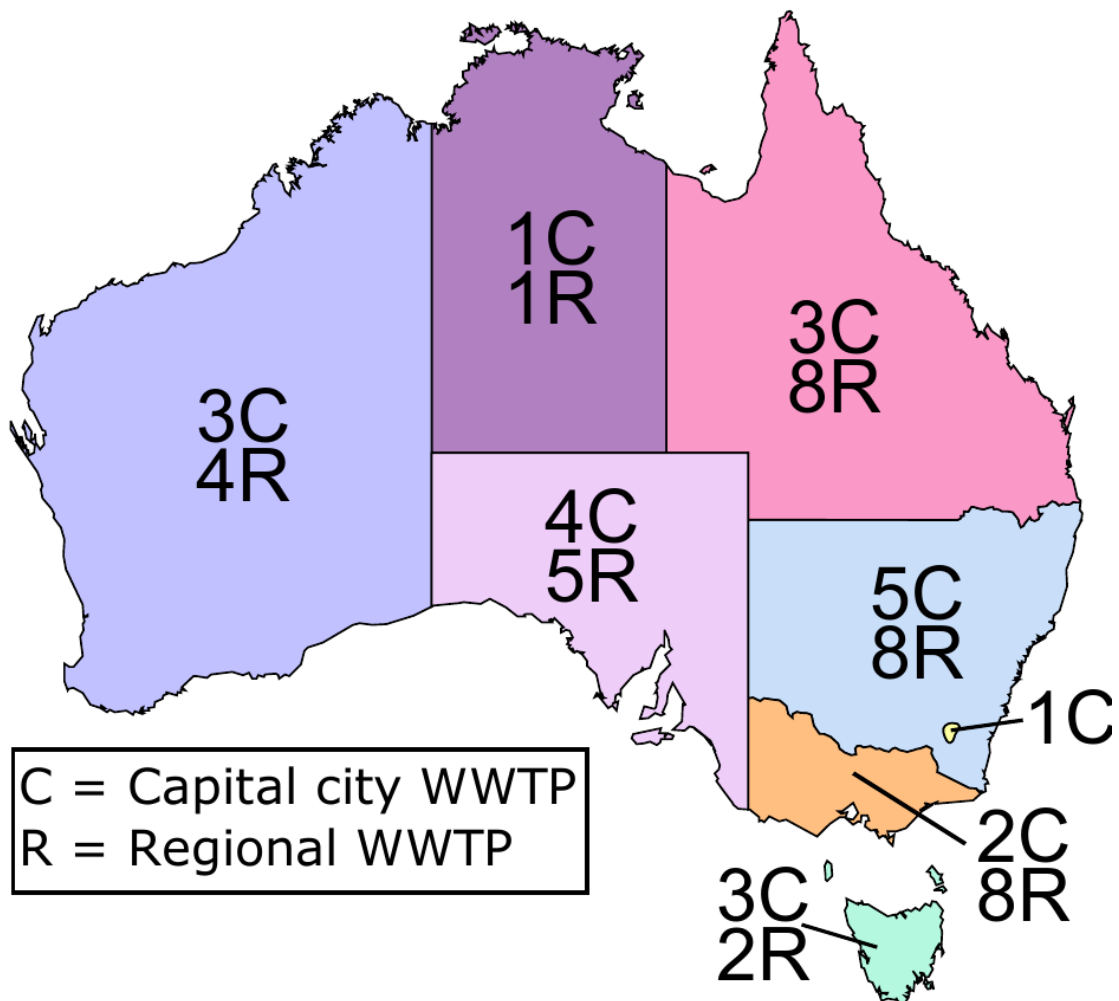 1C
1R
3C
8R
3C
4R
4C
5R
5C
8R
1C
C = Capital city WWTP
R = Regional WWTP
2C
8R
3C
2R